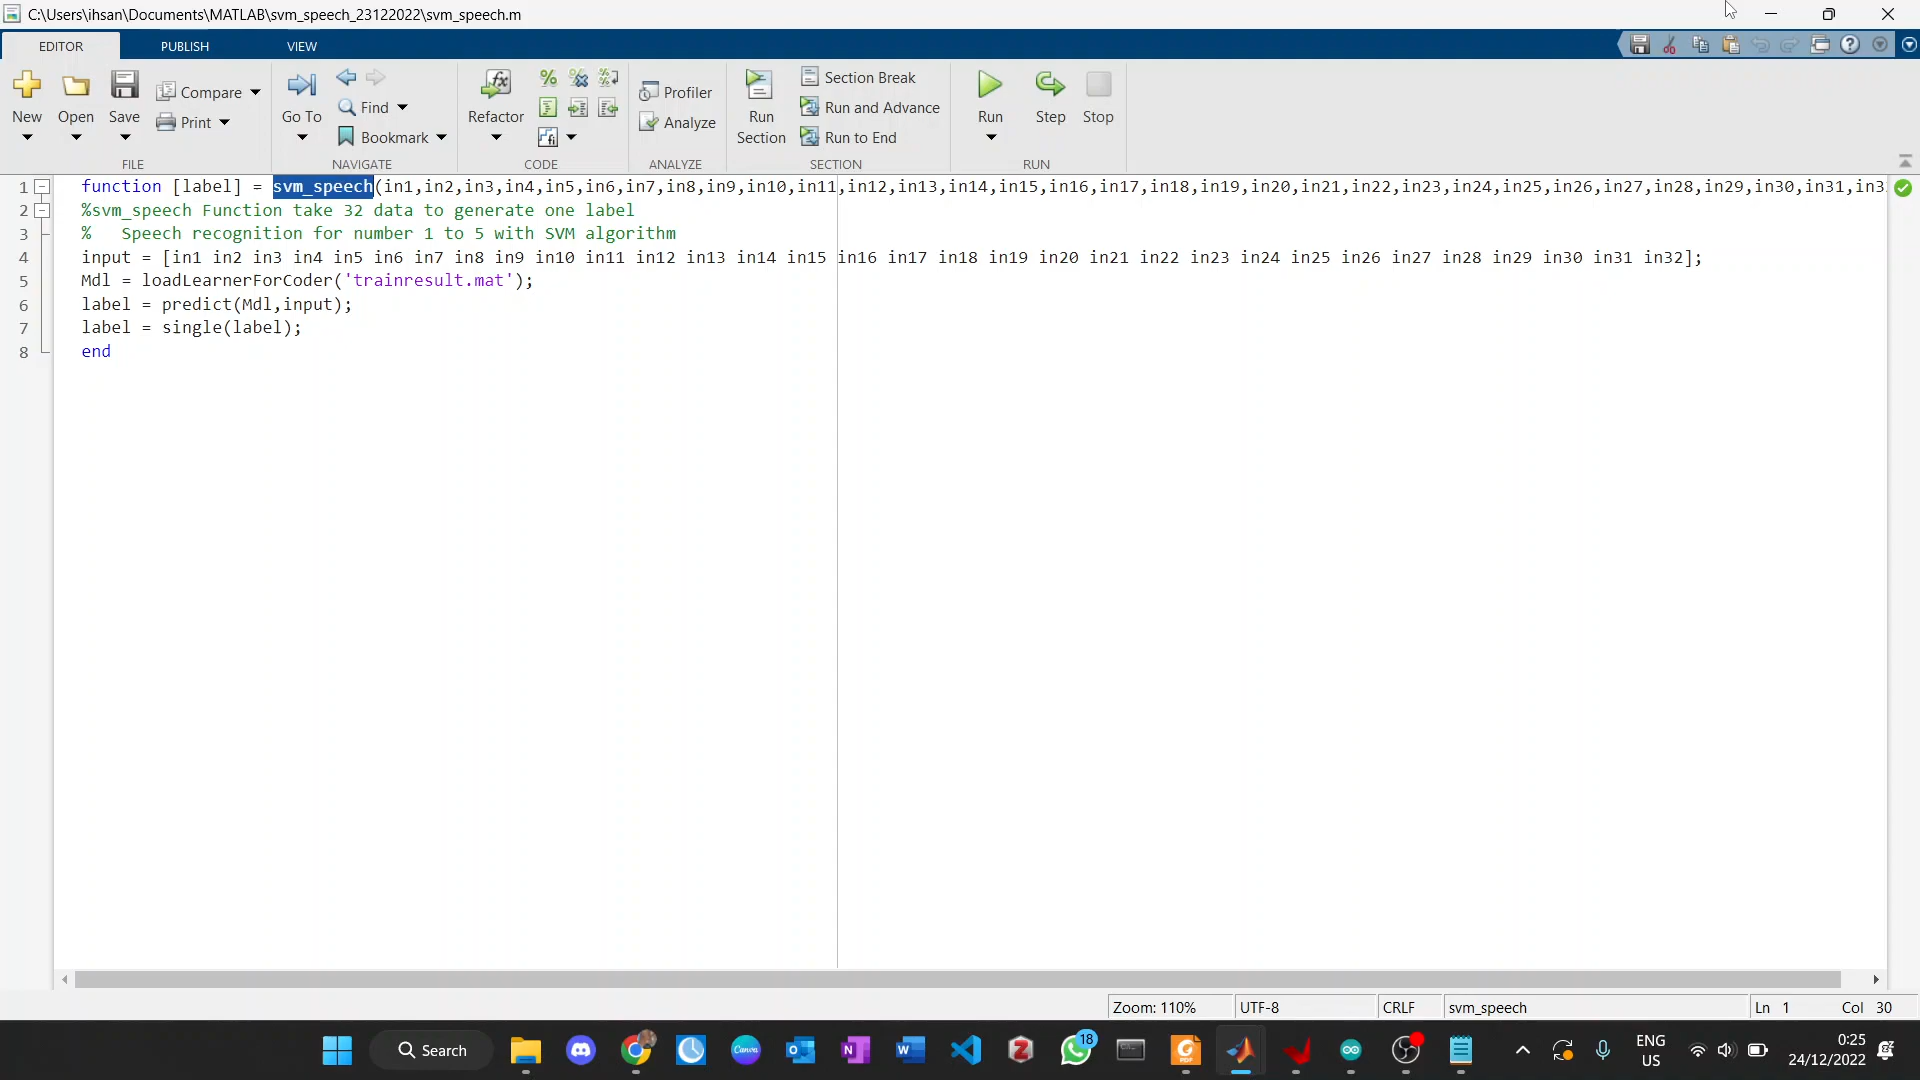 C:\Users\ihsan\Documents\MATLAB\svm_speech_23122022\svm_speech.m
EDITOR PUBLISH VIEW
New Open Save Compare Print
Go To Find Bookmark
Refactor
Profiler Analyze
Run Section Section Break Run and Advance Run to End
Run Step Stop
FILE NAVIGATE CODE ANALYZE SECTION RUN
1 function [label] = svm_speech(in1,in2,in3,in4,in5,in6,in7,in8,in9,in10,in11,in12,in13,in14,in15,in16,in17,in18,in19,in20,in21,in22,in23,in24,in25,in26,in27,in28,in29,in30,in31,in3
2 %svm_speech Function take 32 data to generate one label
3 %   Speech recognition for number 1 to 5 with SVM algorithm
4 input = [in1 in2 in3 in4 in5 in6 in7 in8 in9 in10 in11 in12 in13 in14 in15 in16 in17 in18 in19 in20 in21 in22 in23 in24 in25 in26 in27 in28 in29 in30 in31 in32];
5 Mdl = loadLearnerForCoder('trainresult.mat');
6 label = predict(Mdl,input);
7 label = single(label);
8 end
Zoom: 110% UTF-8 CRLF svm_speech Ln 1 Col 30
Search Canva 18 ENG US 0:25 24/12/2022